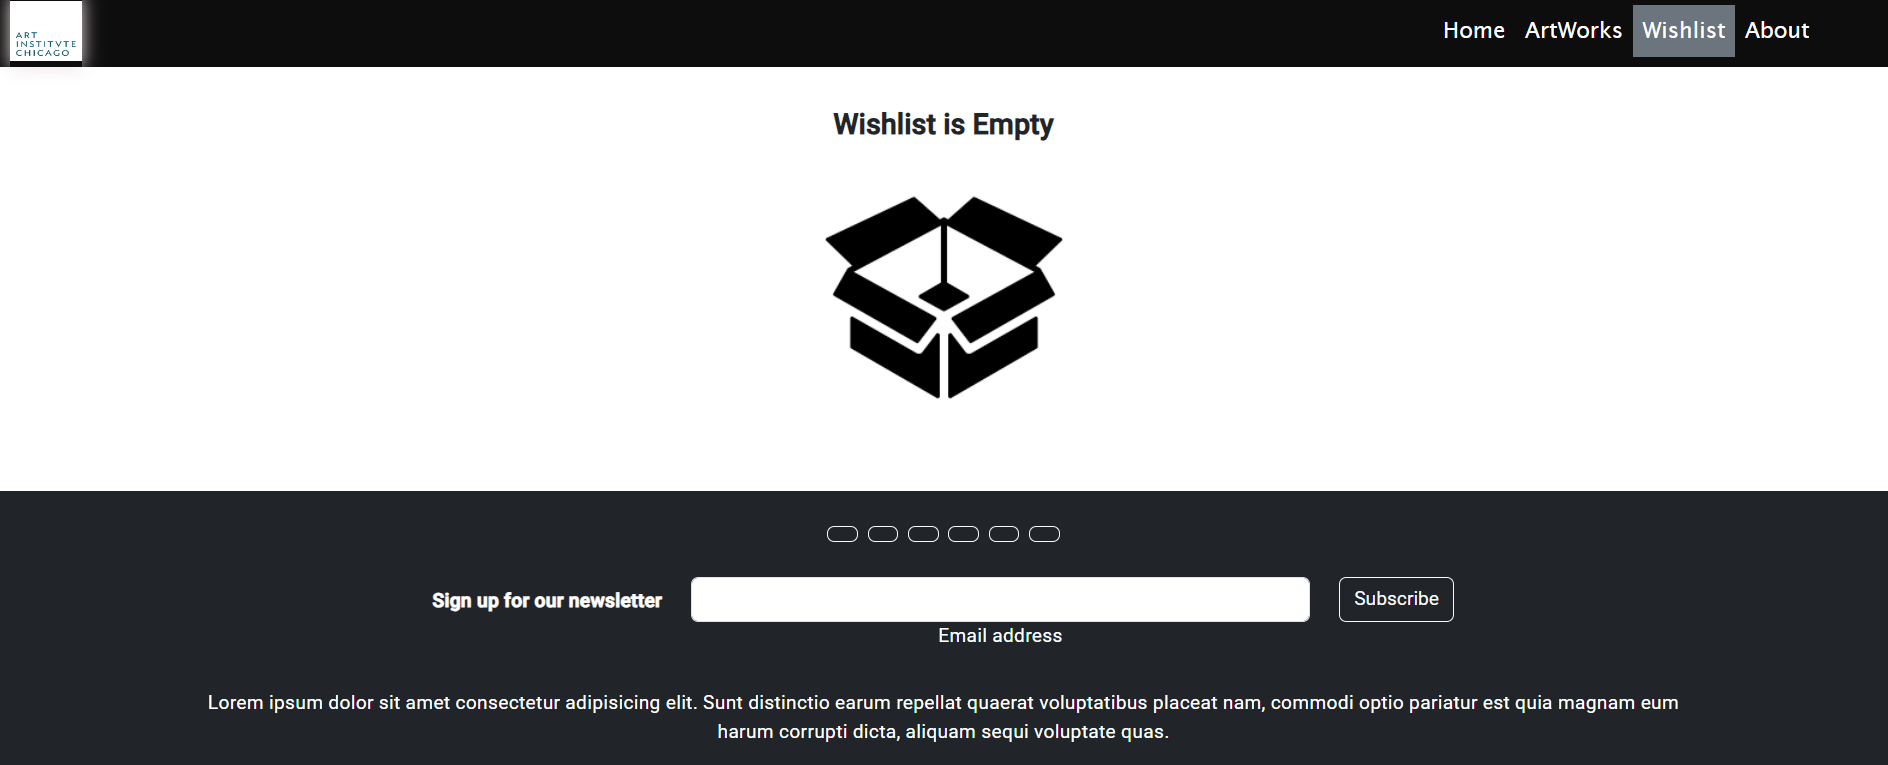 ART
INSTITVTE
CHICAGO
Home ArtWorks Wishlist About
Wishlist is Empty
Sign up for our newsletter
Subscribe
Email address
Lorem ipsum dolor sit amet consectetur adipisicing elit. Sunt distinctio earum repellat quaerat voluptatibus placeat nam, commodi optio pariatur est quia magnam eum
harum corrupti dicta, aliquam sequi voluptate quas.